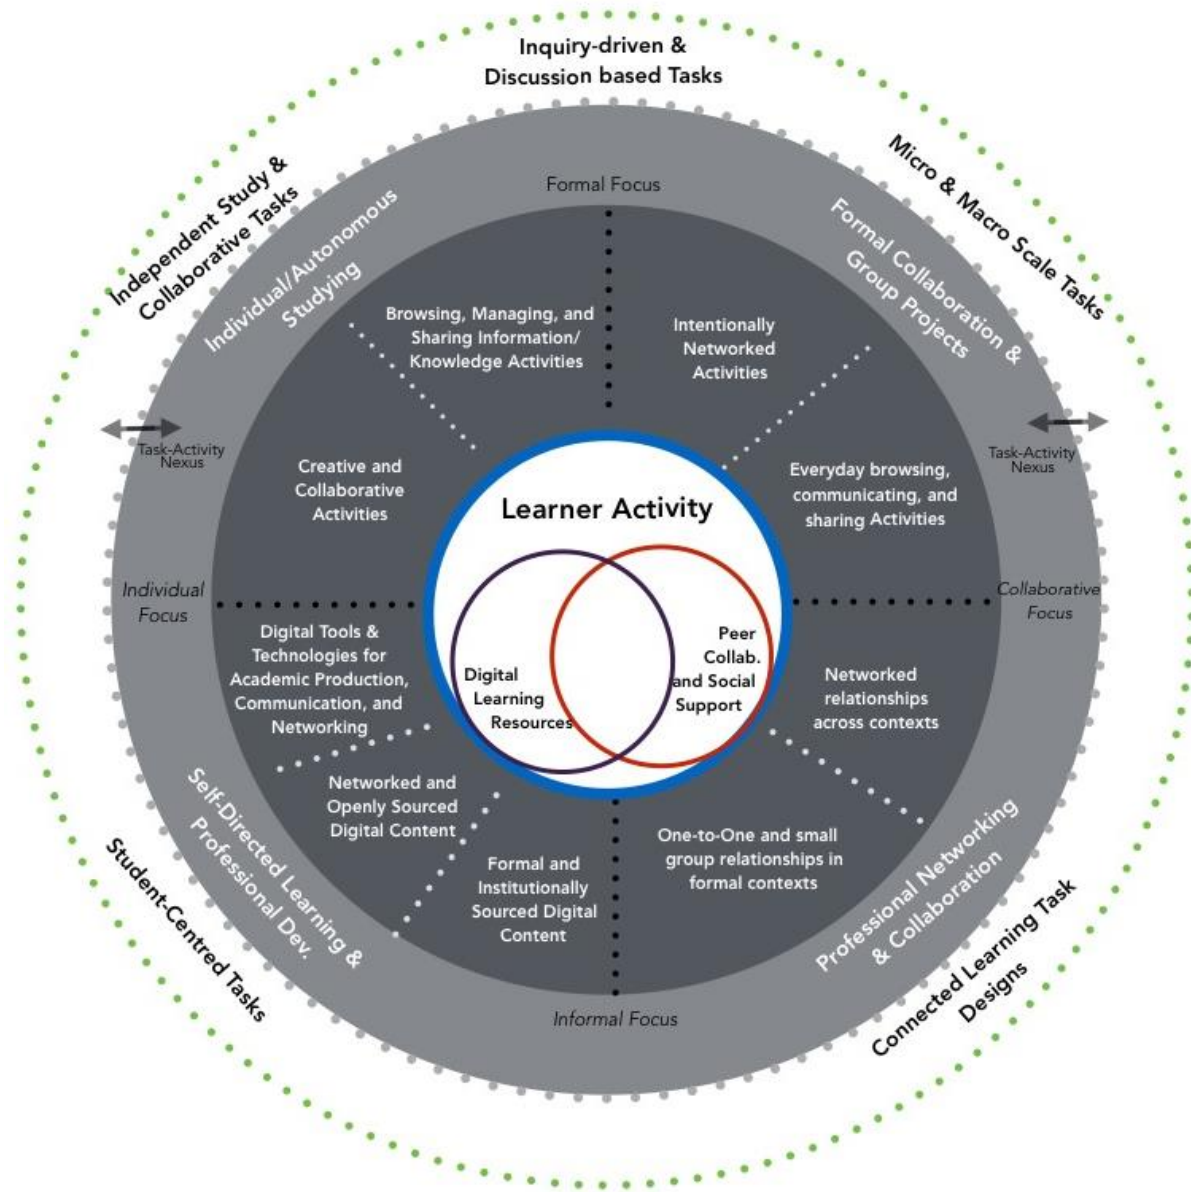 Inquiry-driven &
Discussion based Tasks
Independent Study &
Collaborative Tasks
Micro & Macro Scale Tasks
Formal Focus
Individual/Autonomous
Studying
Formal Collaboration &
Group Projects
Browsing, Managing, and
Sharing Information/
Knowledge Activities
Intentionally
Networked
Activities
Task-Activity
Nexus
Task-Activity
Nexus
Creative and
Collaborative
Activities
Everyday browsing,
communicating, and
sharing Activities
Learner Activity
Individual
Focus
Collaborative
Focus
Digital Tools &
Technologies for
Academic Production,
Communication, and
Networking
Digital
Learning
Resources
Peer
Collab.
and Social
Support
Networked
relationships
across contexts
Networked and
Openly Sourced
Digital Content
Formal and
Institutionally
Sourced Digital
Content
One-to-One and small
group relationships in
formal contexts
Self-Directed Learning &
Professional Dev.
Professional Networking
& Collaboration
Student-Centred Tasks
Connected Learning Task
Designs
Informal Focus